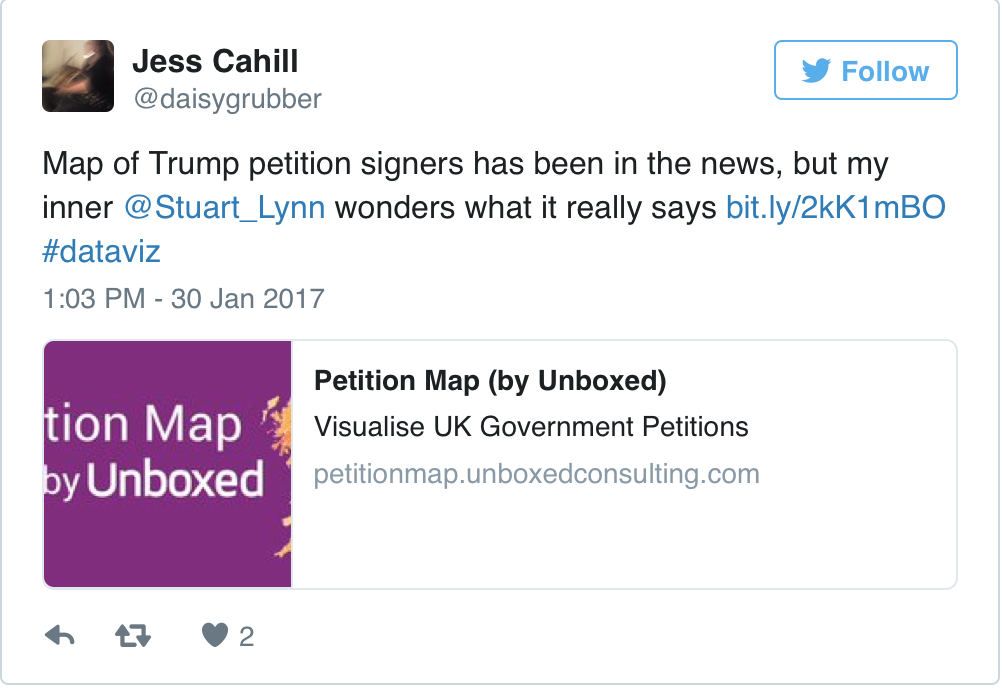 Jess Cahill
@daisygrubber
Follow
Map of Trump petition signers has been in the news, but my
inner @Stuart_Lynn wonders what it really says bit.ly/2kK1mBO
#dataviz
1:03 PM - 30 Jan 2017
tion Map
by Unboxed
Petition Map (by Unboxed)
Visualise UK Government Petitions
petitionmap.unboxedconsulting.com
2